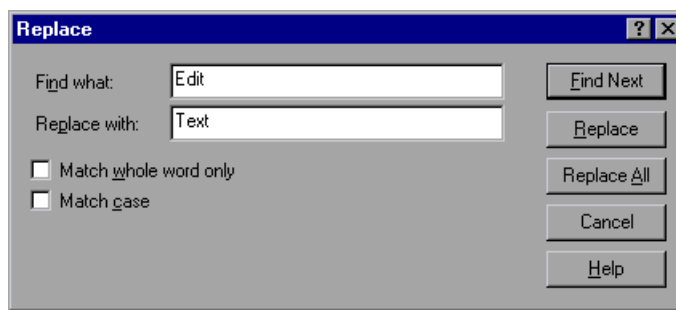 Replace
Find what: Edit
Find Next
Replace with: Text
Replace
Match whole word only
Replace All
Match case
Cancel
Help